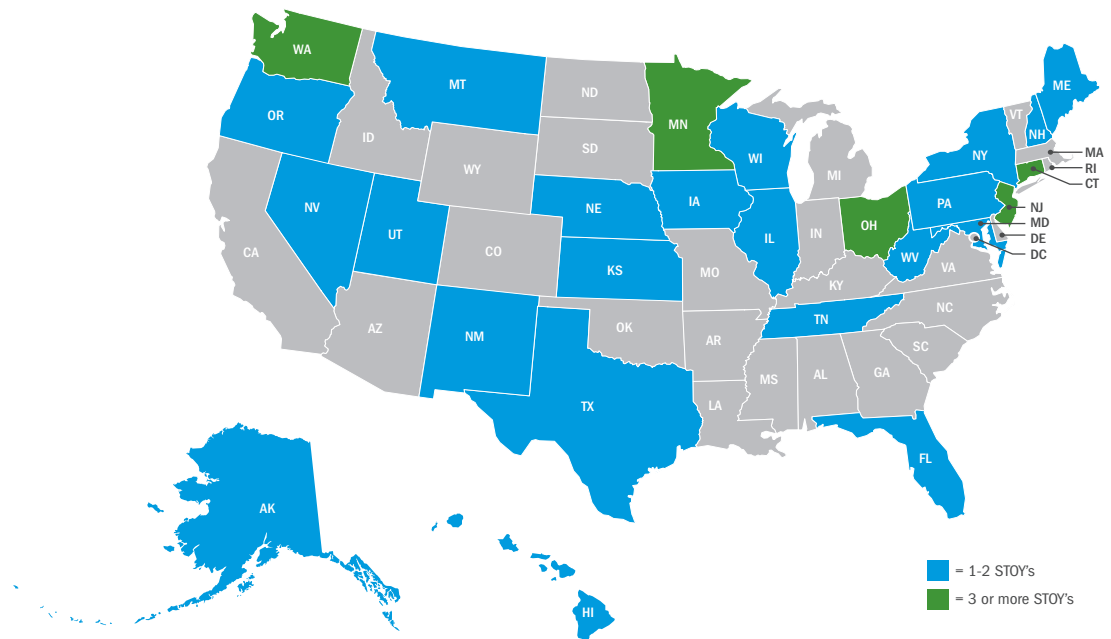 WA
MT
ND
MN
ME
OR
ID
VT
NH
SD
WI
NY
MA
WY
MI
RI
CT
NV
NE
IA
PA
NJ
UT
IL
IN
OH
MD
DE
CA
CO
KS
MO
WV
VA
DC
KY
AZ
NM
OK
AR
TN
NC
SC
MS
AL
GA
TX
LA
FL
AK
HI
= 1-2 STOY's
= 3 or more STOY's